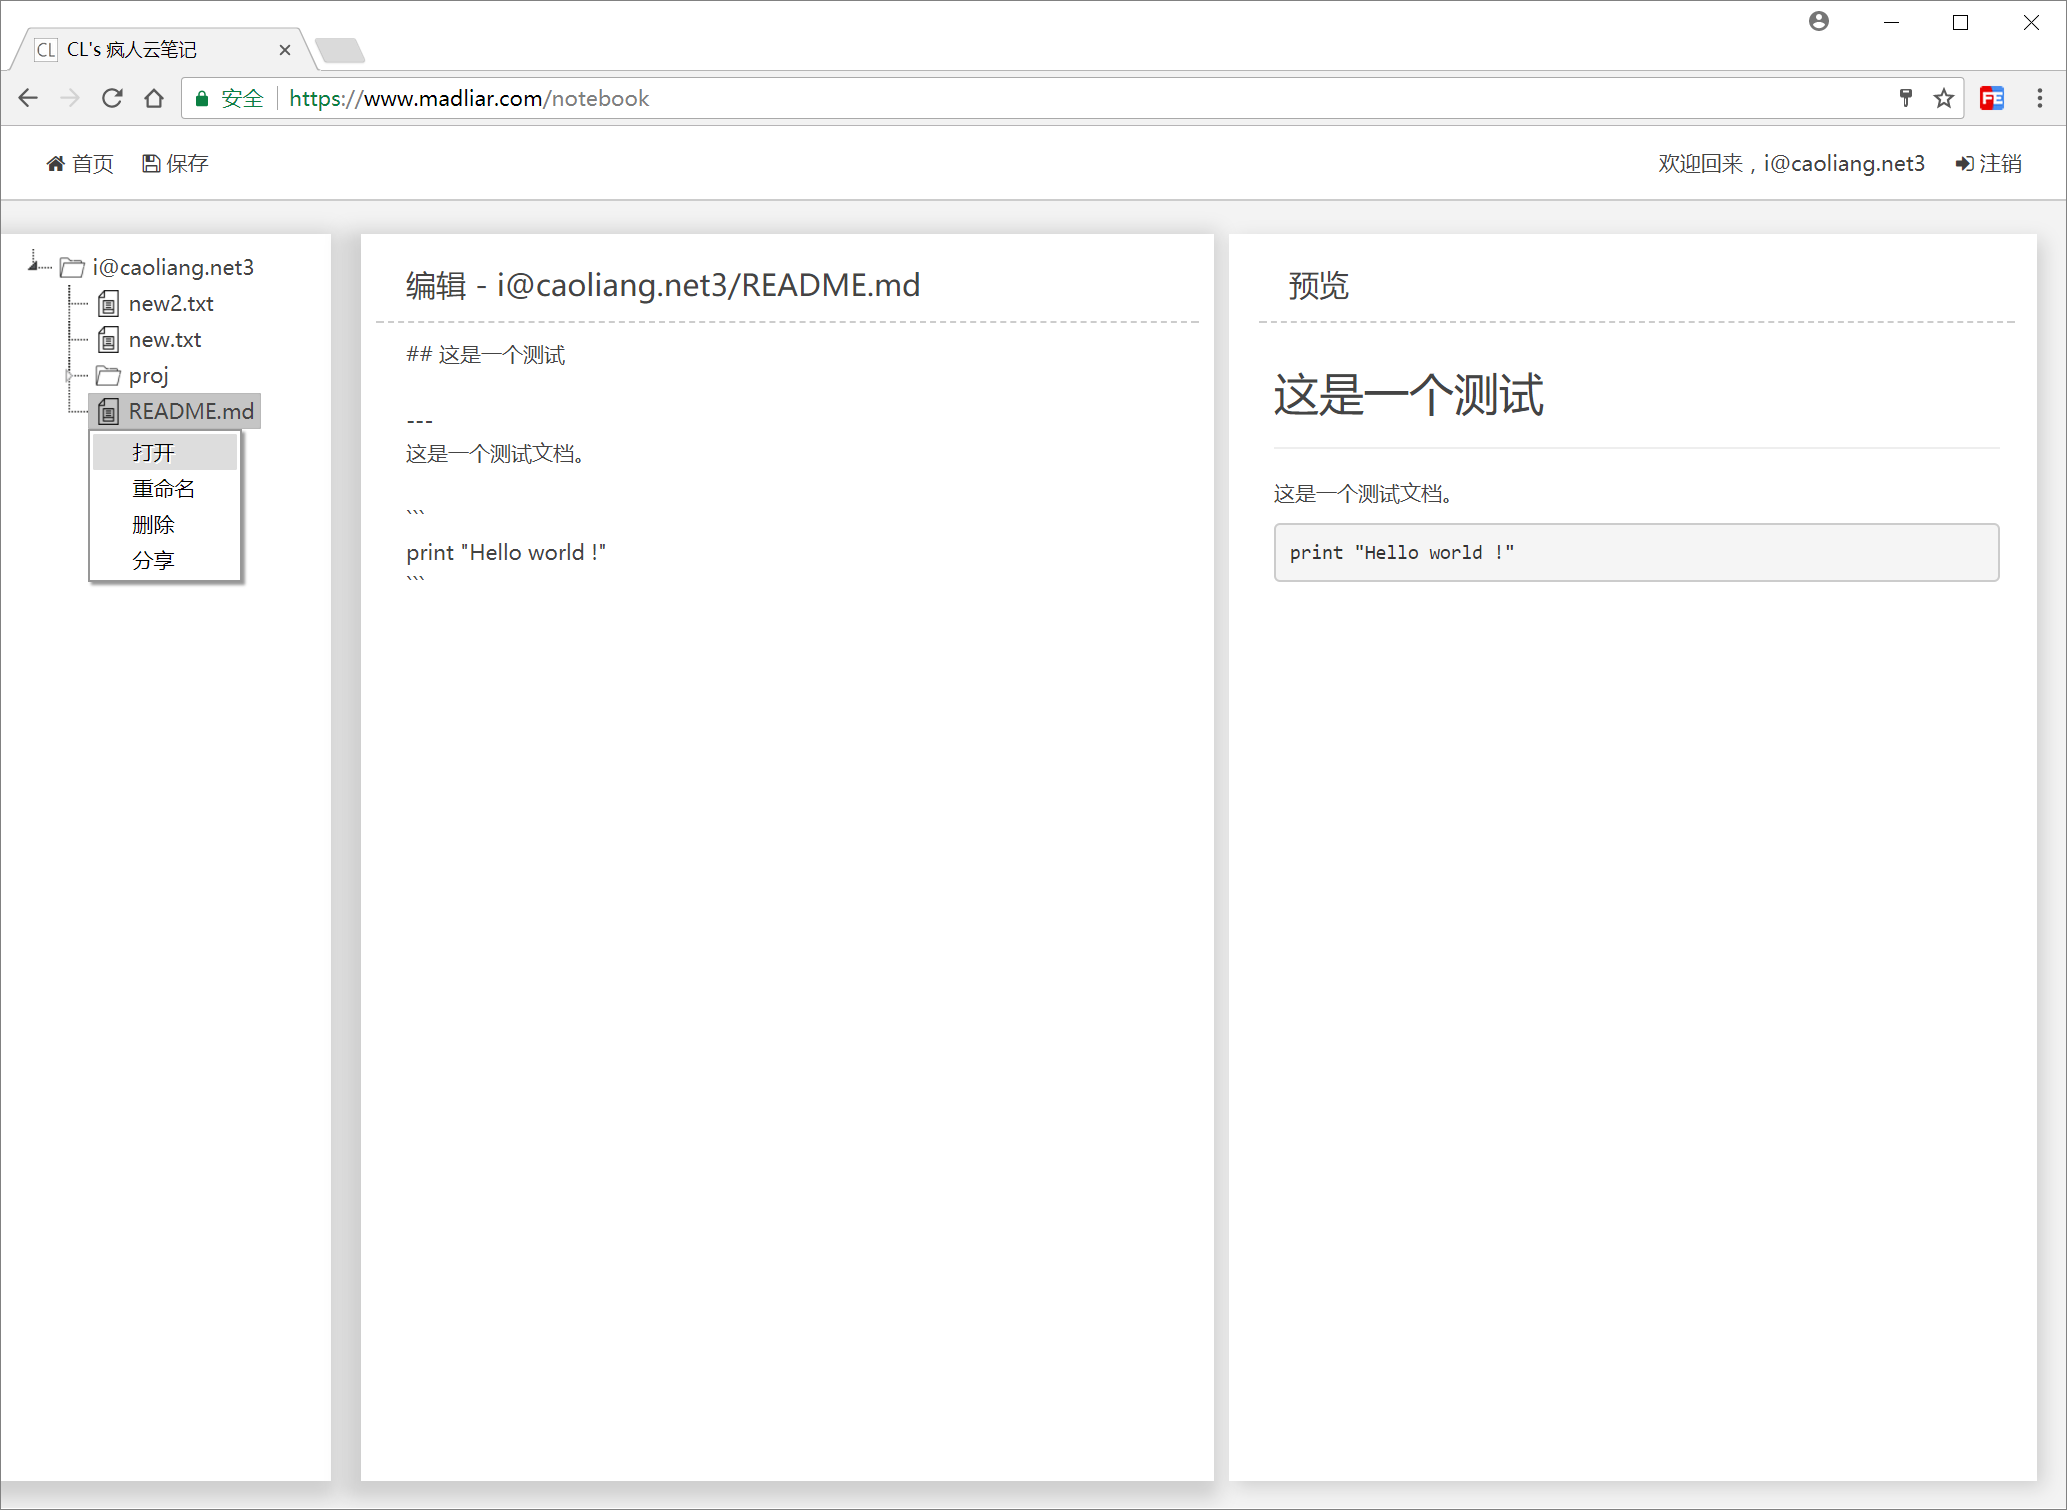 CL CL's 疯人云笔记
安全 https://www.madliar.com/notebook
FE
首页 保存
欢迎回来，i@caoliang.net3 注销
i@caoliang.net3
new2.txt
new.txt
proj
README.md
打开
重命名
删除
分享
编辑 - i@caoliang.net3/README.md
## 这是一个测试
---
这是一个测试文档。
```
print "Hello world !"
```
预览
这是一个测试
这是一个测试文档。
print "Hello world !"